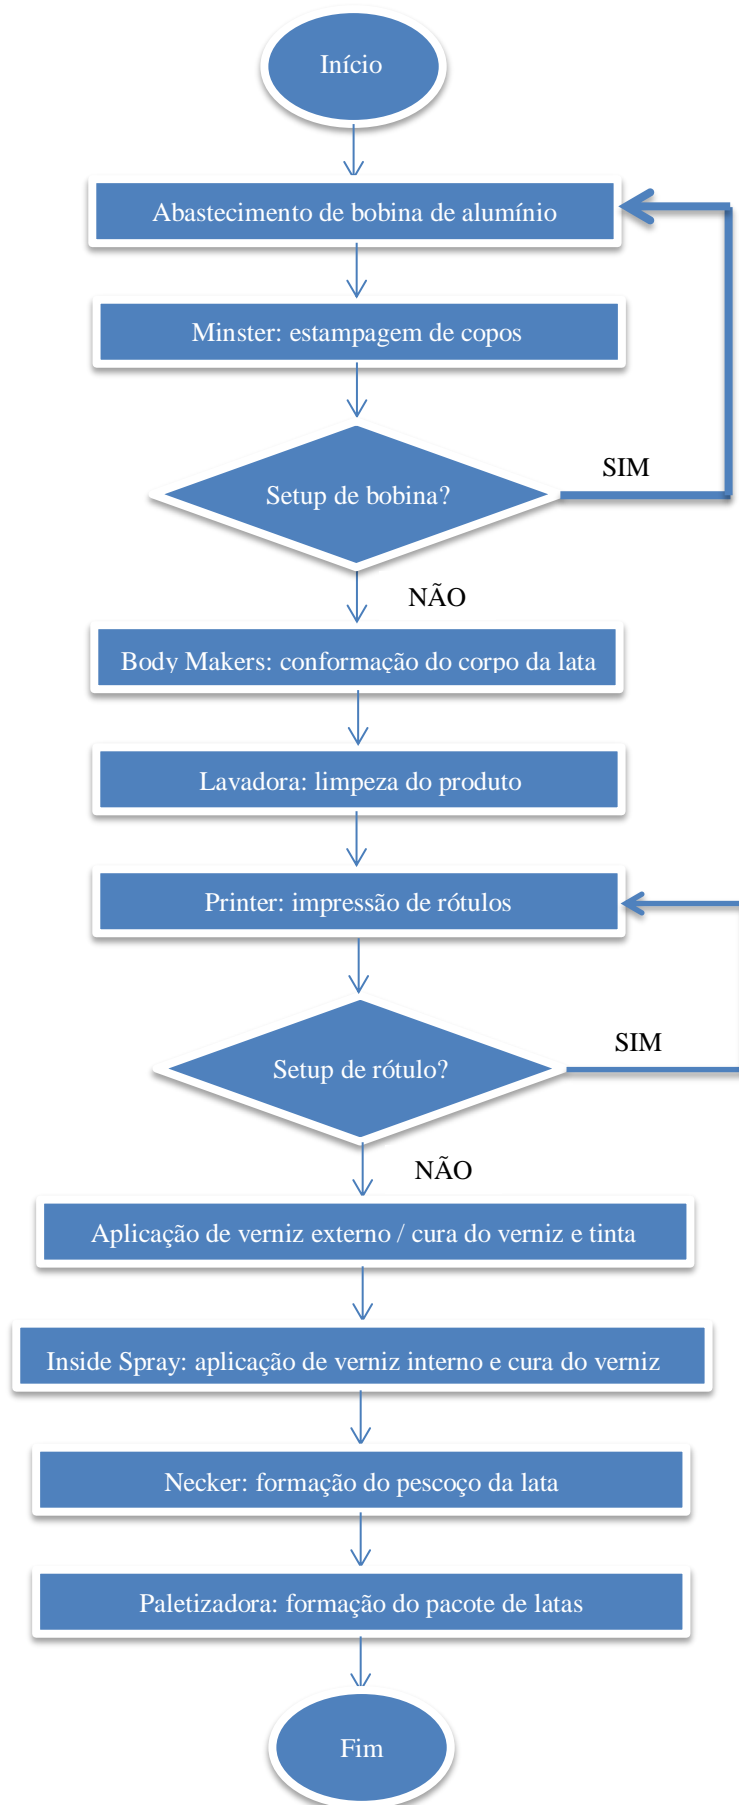 Início
Abastecimento de bobina de alumínio
Minster: estampagem de copos
Setup de bobina?
SIM
NÃO
Body Makers: conformação do corpo da lata
Lavadora: limpeza do produto
Printer: impressão de rótulos
Setup de rótulo?
SIM
NÃO
Aplicação de verniz externo / cura do verniz e tinta
Inside Spray: aplicação de verniz interno e cura do verniz
Necker: formação do pescoço da lata
Paletizadora: formação do pacote de latas
Fim